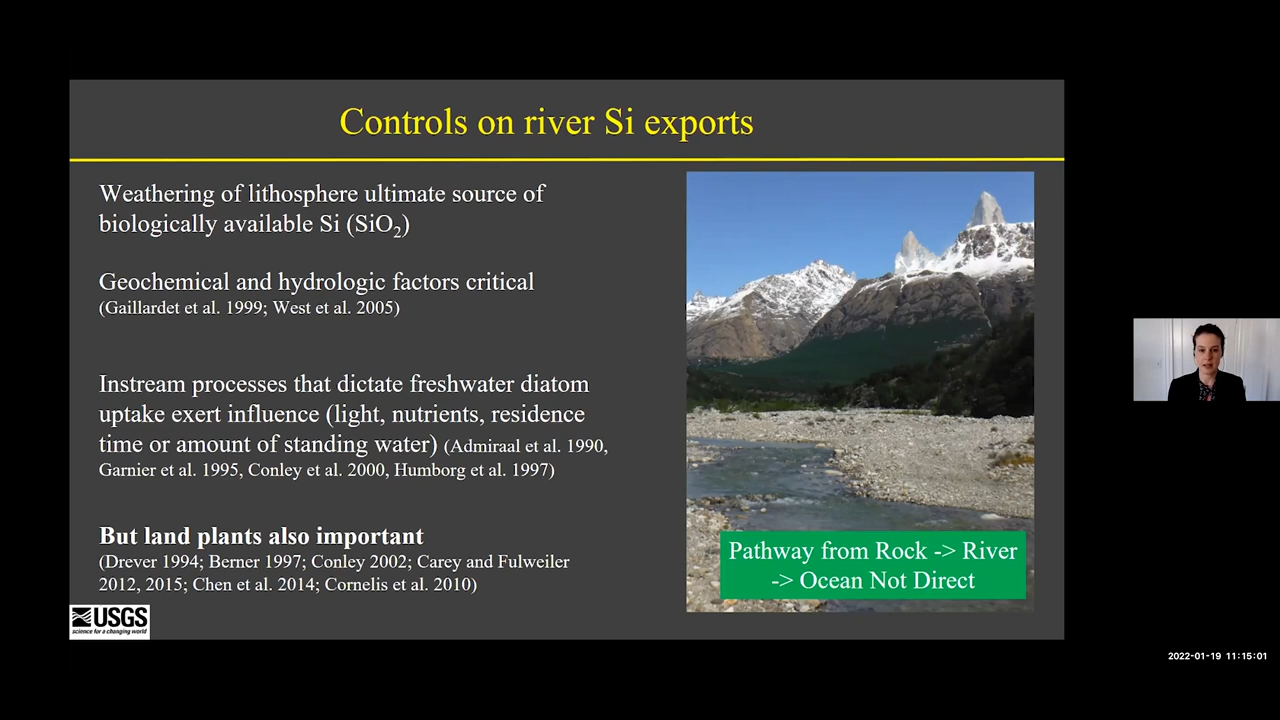 Controls on river Si exports
Weathering of lithosphere ultimate source of
biologically available Si (SiO₂)
Geochemical and hydrologic factors critical
(Gaillardet et al. 1999; West et al. 2005)
Instream processes that dictate freshwater diatom
uptake exert influence (light, nutrients, residence
time or amount of standing water) (Admiraal et al. 1990,
Garnier et al. 1995, Conley et al. 2000, Humborg et al. 1997)
But land plants also important
(Drever 1994; Berner 1997; Conley 2002; Carey and Fulweiler
2012, 2015; Chen et al. 2014; Cornelis et al. 2010)
Pathway from Rock -> River
-> Ocean Not Direct
USGS
science for a changing world
2022-01-19 11:15:01